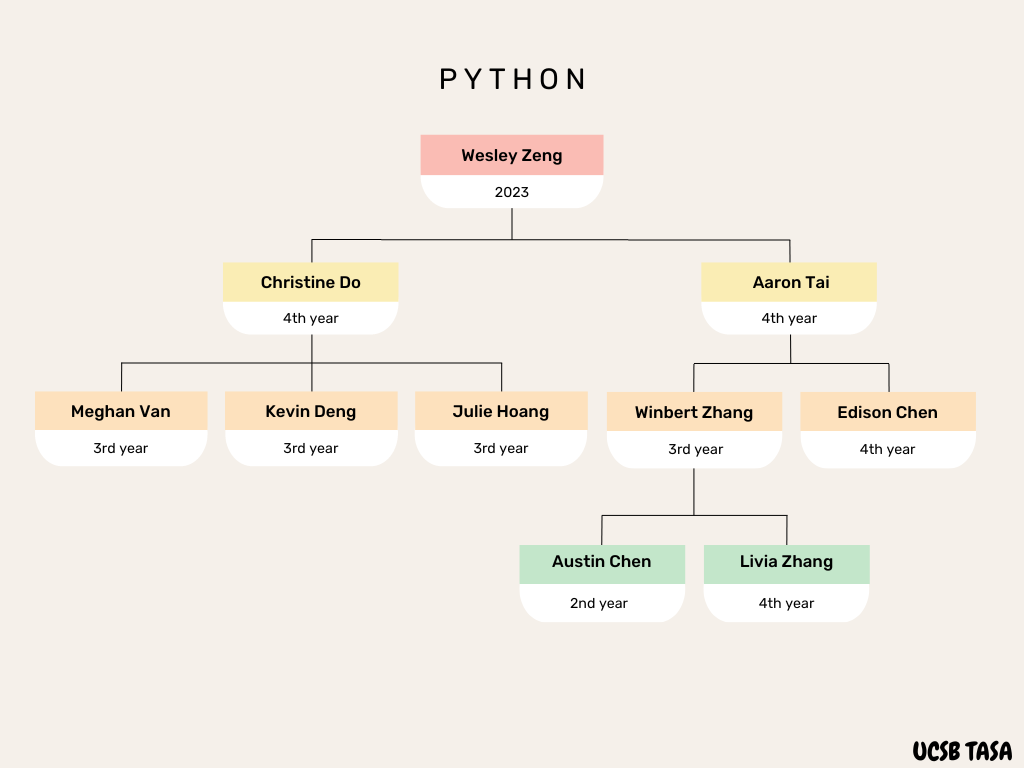 PYTHON
Wesley Zeng
2023
Christine Do
4th year
Aaron Tai
4th year
Meghan Van
3rd year
Kevin Deng
3rd year
Julie Hoang
3rd year
Winbert Zhang
3rd year
Edison Chen
4th year
Austin Chen
2nd year
Livia Zhang
4th year
UCSB TASA